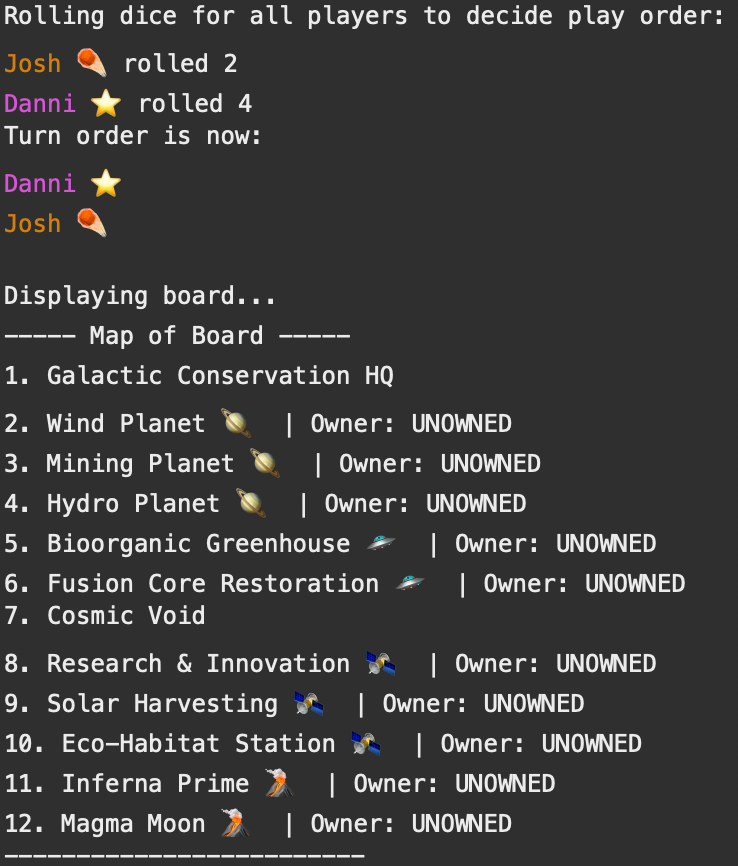 Rolling dice for all players to decide play order:
Josh ☄️ rolled 2
Danni ⭐ rolled 4
Turn order is now:
Danni ⭐
Josh ☄️
Displaying board...
----- Map of Board -----
1. Galactic Conservation HQ
2. Wind Planet 🪐 | Owner: UNOWNED
3. Mining Planet 🪐 | Owner: UNOWNED
4. Hydro Planet 🪐 | Owner: UNOWNED
5. Bioorganic Greenhouse 🛸 | Owner: UNOWNED
6. Fusion Core Restoration 🛸 | Owner: UNOWNED
7. Cosmic Void
8. Research & Innovation 🛰️ | Owner: UNOWNED
9. Solar Harvesting 🛰️ | Owner: UNOWNED
10. Eco-Habitat Station 🛰️ | Owner: UNOWNED
11. Inferna Prime 🌋 | Owner: UNOWNED
12. Magma Moon 🌋 | Owner: UNOWNED
-------------------------